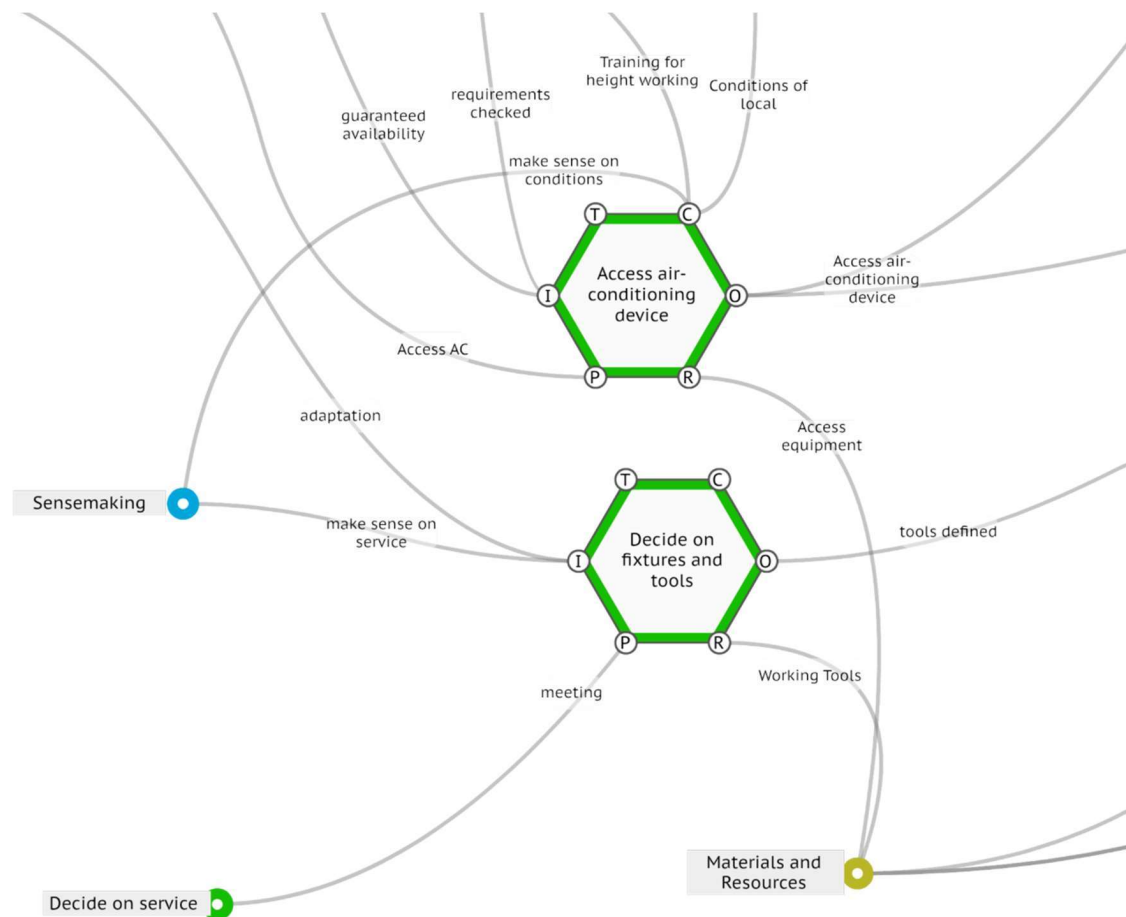 Training for
height working
Conditions of
local
requirements
checked
guaranteed
availability
make sense on
conditions
T
C
Access air-
conditioning
device
I
O
Access air-
conditioning
device
P
R
Access AC
adaptation
Access
equipment
Sensemaking
make sense on
service
T
C
Decide on
fixtures and
tools
I
O
tools defined
P
R
Working Tools
meeting
Materials and
Resources
Decide on service